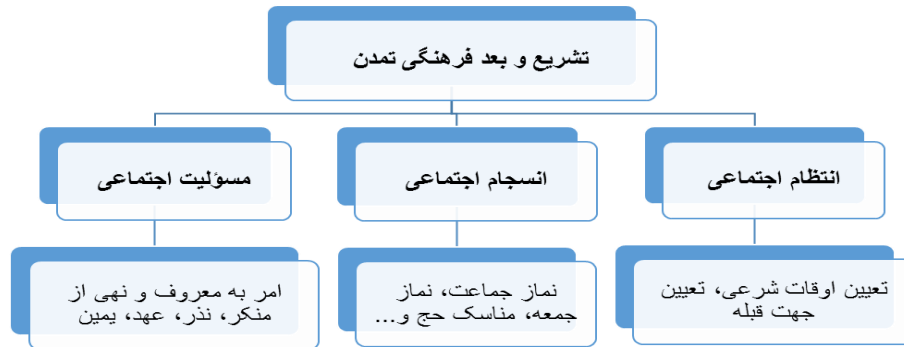 تشریع و بعد فرهنگی تمدن
انتظام اجتماعی
انسجام اجتماعی
مسؤلیت اجتماعی
تعیین اوقات شرعی، تعیین
جهت قبله
نماز جماعت، نماز
جمعه، مناسک حج و...
امر به معروف و نهی از
منکر، نذر، عهد، یمین